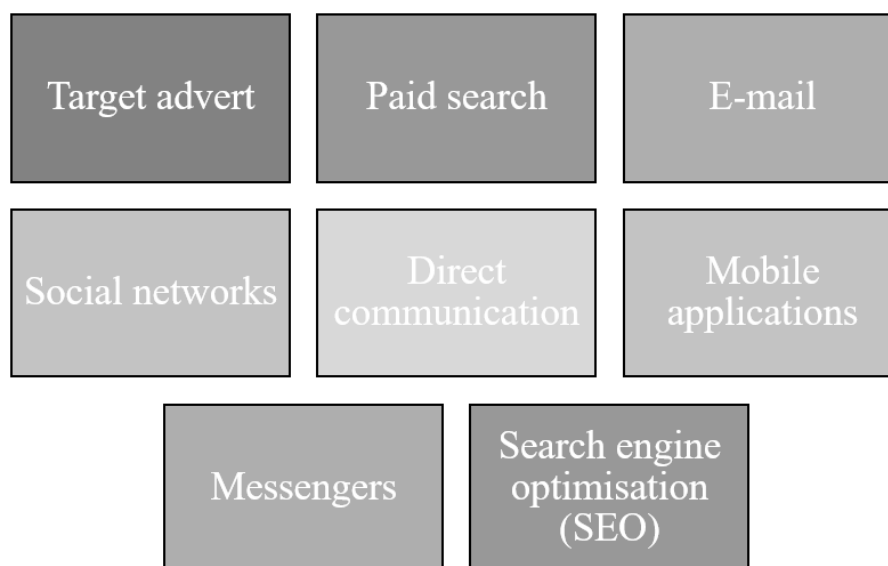 Target advert
Paid search
E-mail
Social networks
Direct
communication
Mobile
applications
Messengers
Search engine
optimisation
(SEO)